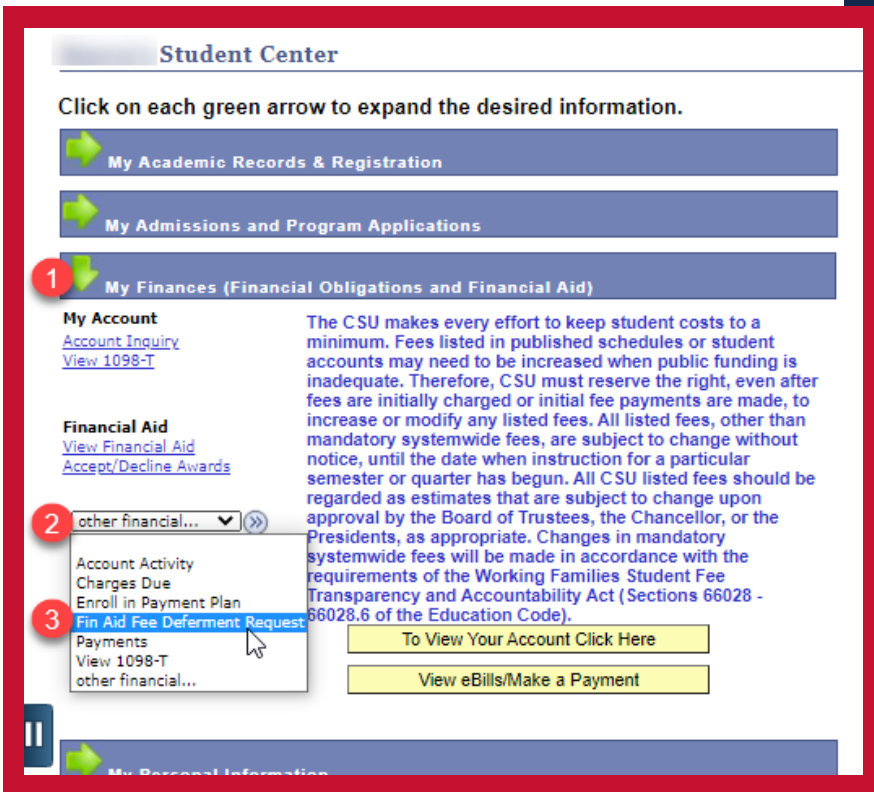 Student Center
Click on each green arrow to expand the desired information.
My Academic Records & Registration
My Admissions and Program Applications
1
My Finances (Financial Obligations and Financial Aid)
My Account
Account Inquiry
View 1098-T
Financial Aid
View Financial Aid
Accept/Decline Awards
2
other financial...
Account Activity
Charges Due
Enroll in Payment Plan
3
Fin Aid Fee Deferment Request
Payments
View 1098-T
other financial...
The CSU makes every effort to keep student costs to a
minimum. Fees listed in published schedules or student
accounts may need to be increased when public funding is
inadequate. Therefore, CSU must reserve the right, even after
fees are initially charged or initial fee payments are made, to
increase or modify any listed fees. All listed fees, other than
mandatory systemwide fees, are subject to change without
notice, until the date when instruction for a particular
semester or quarter has begun. All CSU listed fees should be
regarded as estimates that are subject to change upon
approval by the Board of Trustees, the Chancellor, or the
Presidents, as appropriate. Changes in mandatory
systemwide fees will be made in accordance with the
requirements of the Working Families Student Fee
Transparency and Accountability Act (Sections 66028 -
66028.6 of the Education Code).
To View Your Account Click Here
View eBills/Make a Payment
My Personal Information